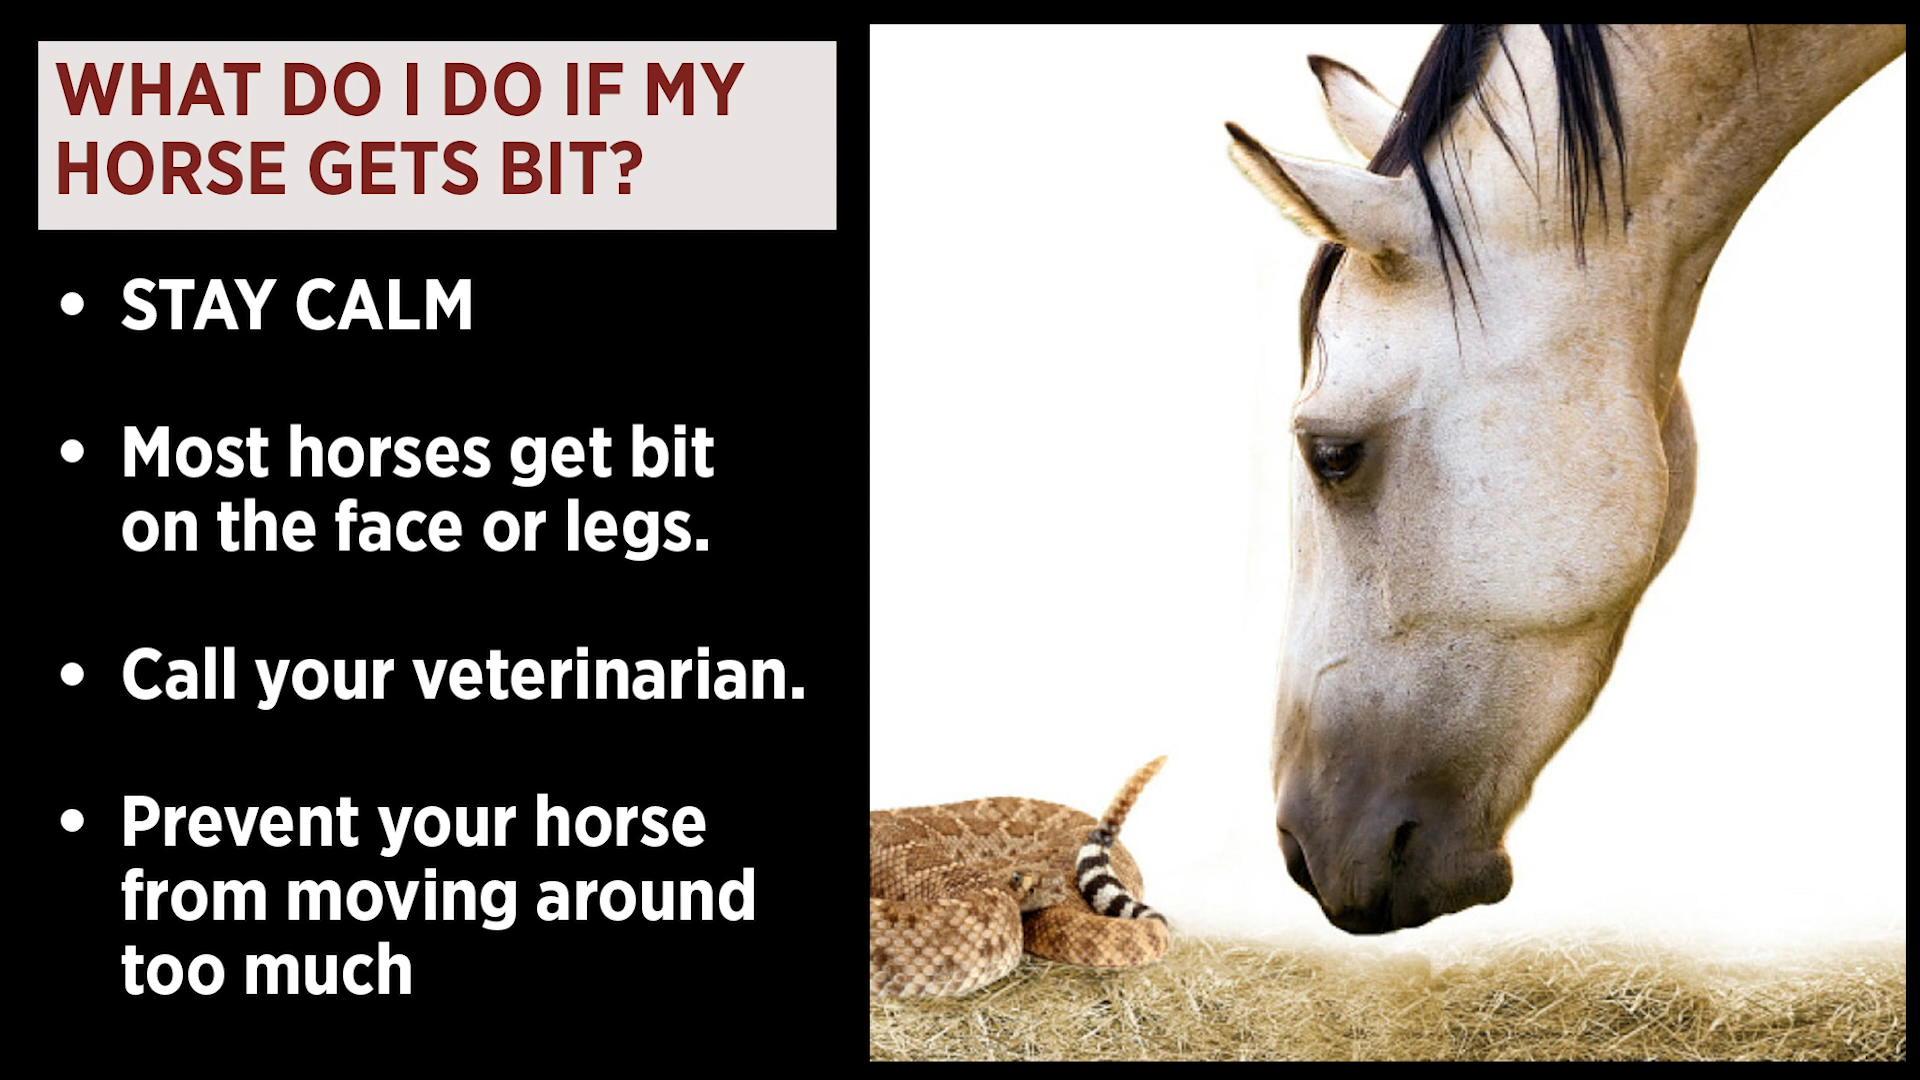 WHAT DO I DO IF MY
HORSE GETS BIT?
• STAY CALM
• Most horses get bit
on the face or legs.
• Call your veterinarian.
• Prevent your horse
from moving around
too much